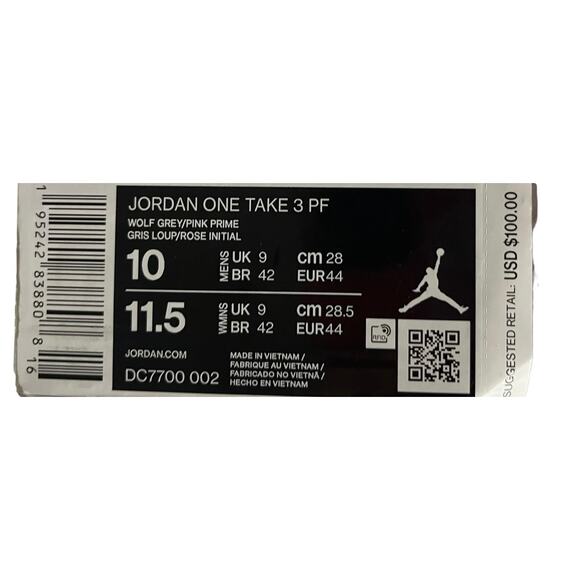 JORDAN ONE TAKE 3 PF
WOLF GREY/PINK PRIME
GRIS LOUP/ROSE INITIAL
10 MENS UK 9 cm 28
BR 42 EUR44
11.5 WMNS UK 9 cm 28.5
BR 42 EUR44
RFID
JORDAN.COM
DC7700 002
MADE IN VIETNAM /
FABRIQUE AU VIETNAM /
FABRICADO NO VIETNÃ /
HECHO EN VIETNAM
1 95242 83880 8 16
SUGGESTED RETAIL: USD $100.00